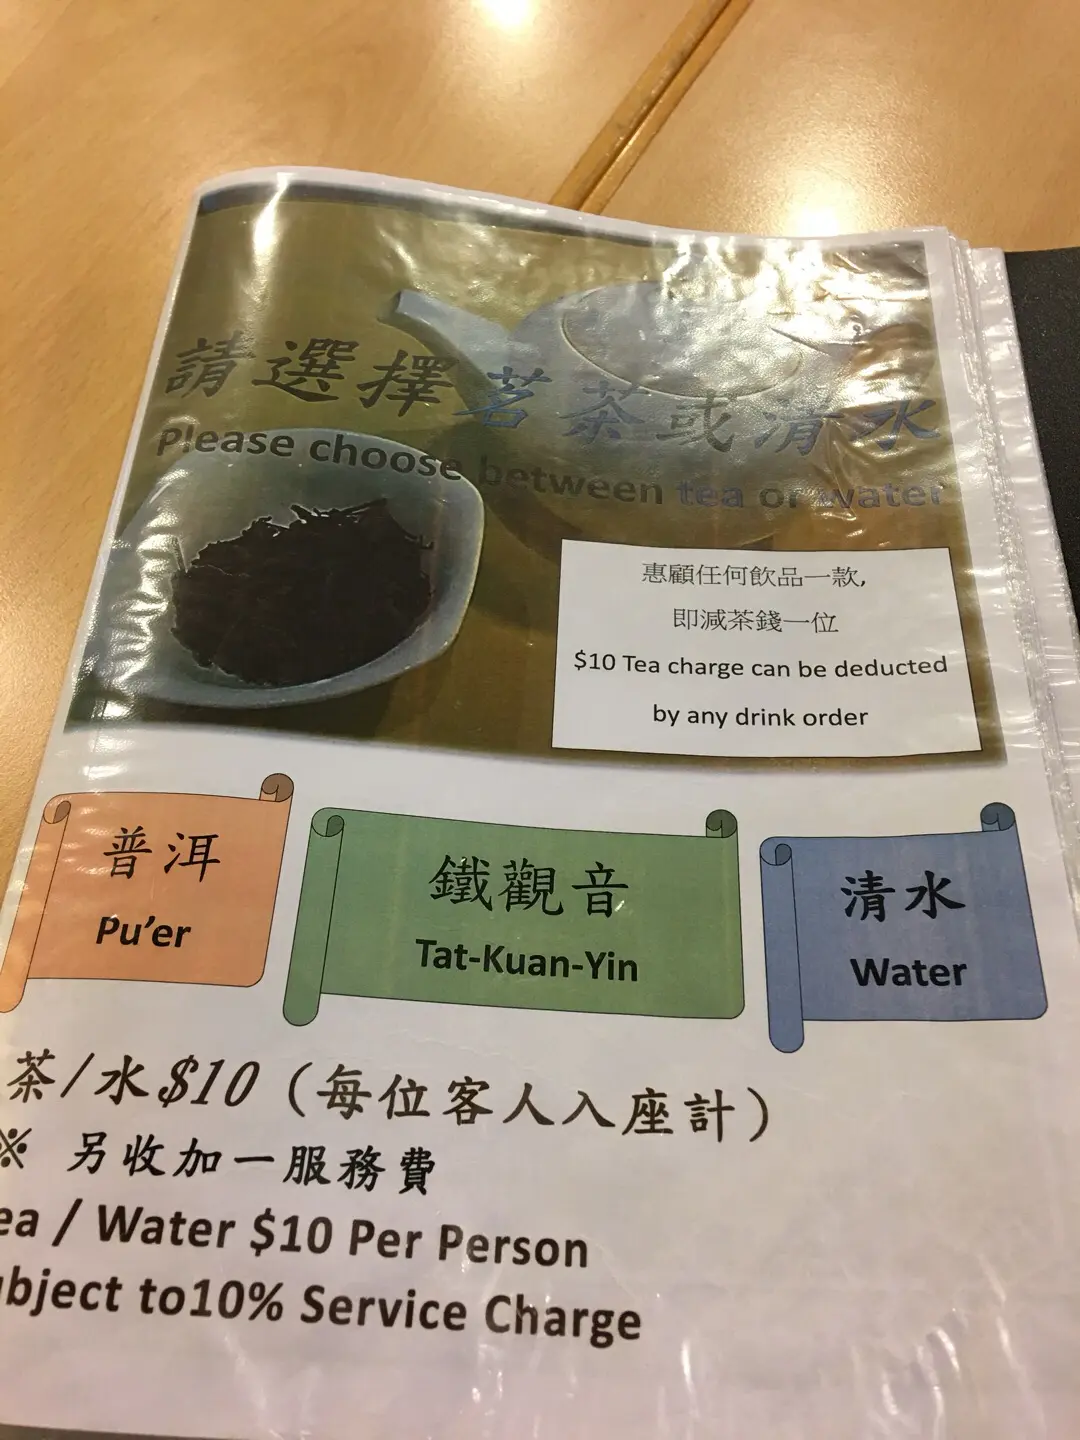 請選擇茗茶或清水
Please choose between tea or water
惠顧任何飲品一款,
即減茶錢一位
$10 Tea charge can be deducted
by any drink order
普洱
Pu'er
鐵觀音
Tat-Kuan-Yin
清水
Water
茶/水$10（每位客人入座計）
※ 另收加一服務費
ea / Water $10 Per Person
bject to10% Service Charge